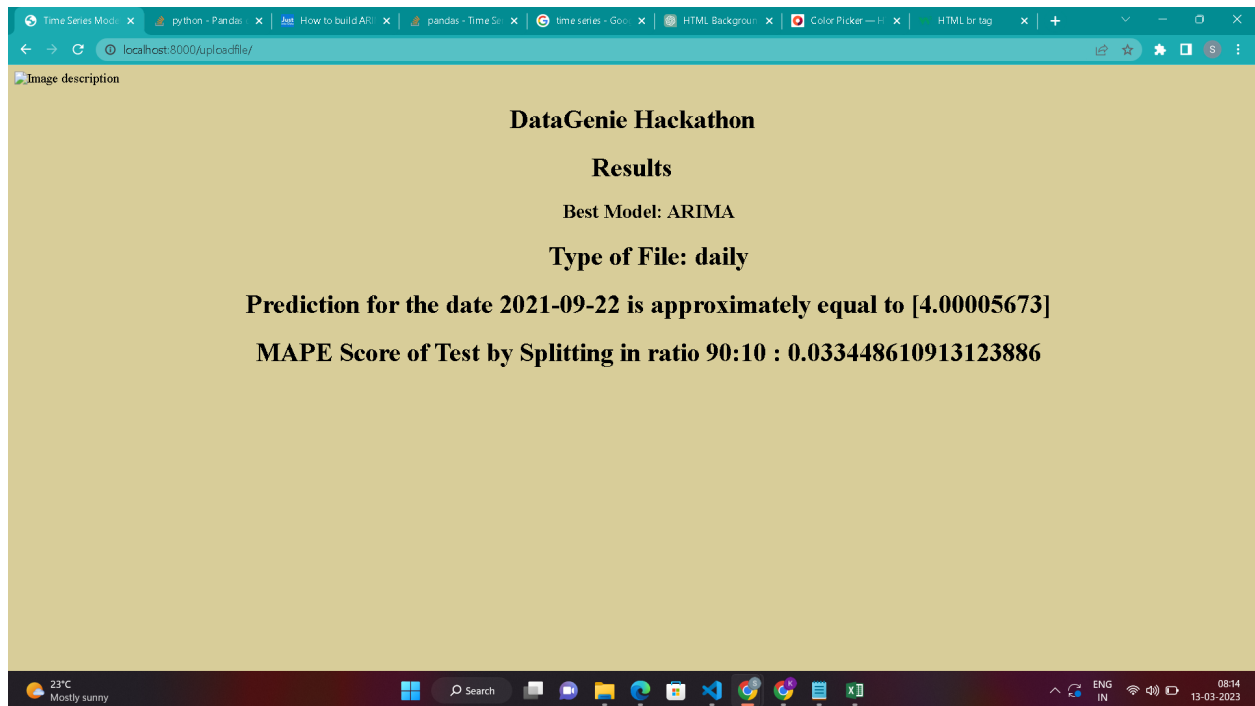 Time Series Mode
python - Pandas
How to build ARI
pandas - Time Se
time series - Goo
HTML Backgroun
Color Picker — H
HTML br tag
localhost:8000/uploadfile/
S
Image description
DataGenie Hackathon
Results
Best Model: ARIMA
Type of File: daily
Prediction for the date 2021-09-22 is approximately equal to [4.00005673]
MAPE Score of Test by Splitting in ratio 90:10 : 0.033448610913123886
23°C
Mostly sunny
Search
ENG
IN
08:14
13-03-2023